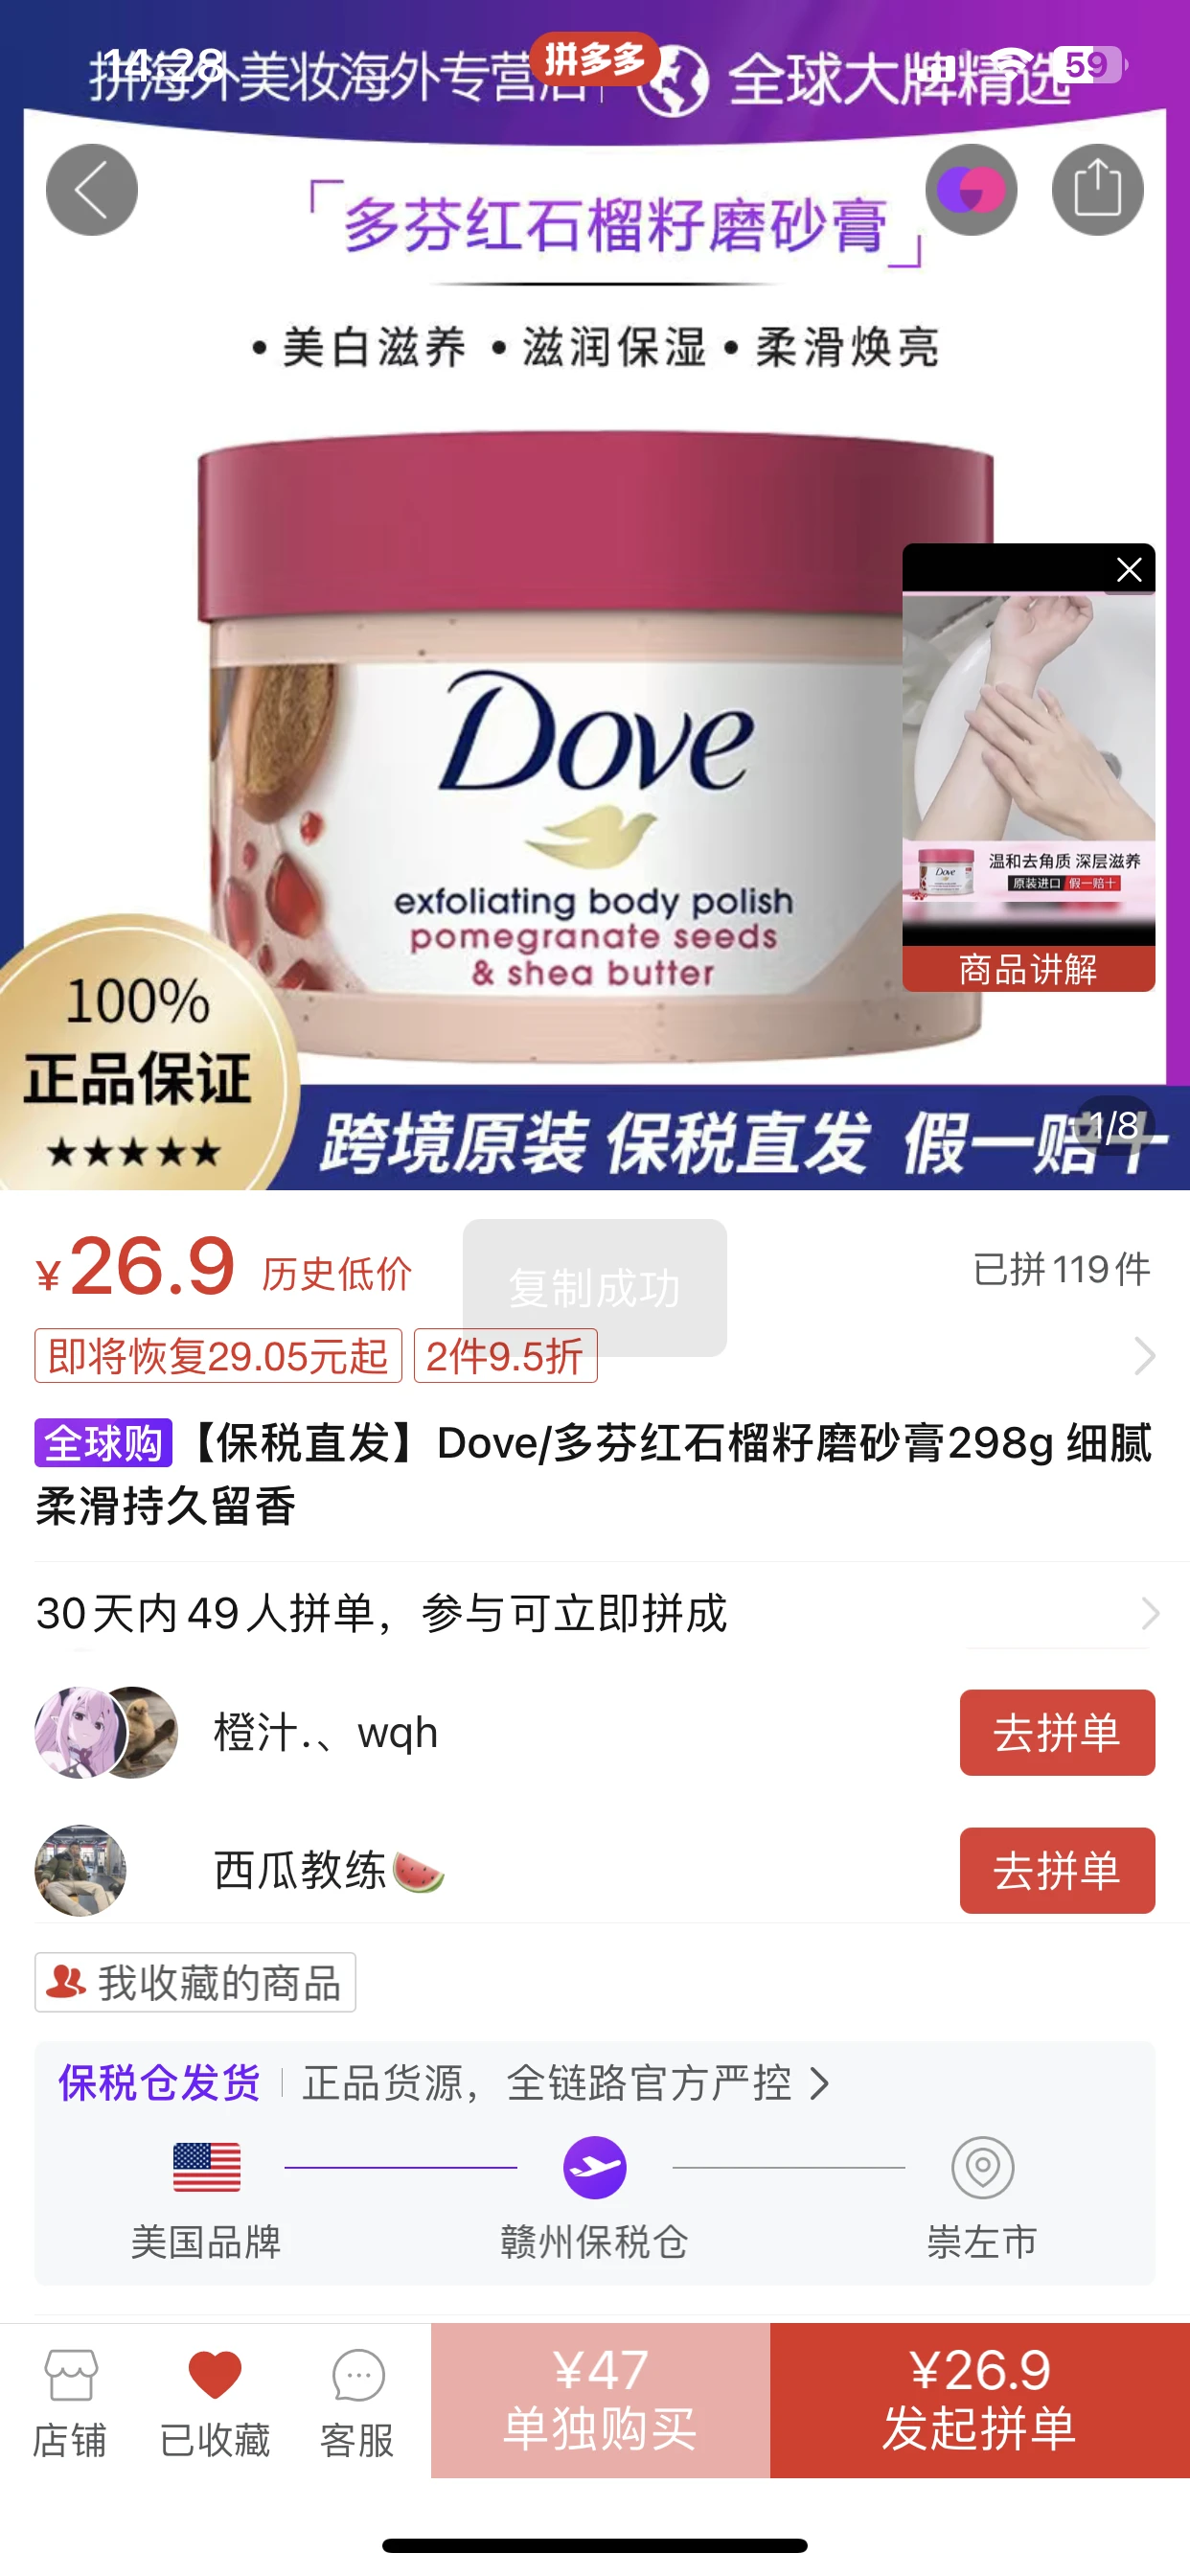 14:28
拼多多
59
拼海外美妆海外专营店
全球大牌精选
「多芬红石榴籽磨砂膏」
•美白滋养 •滋润保湿 •柔滑焕亮
Dove
exfoliating body polish
pomegranate seeds
& shea butter
Dove
温和去角质 深层滋养
原装进口 假一赔十
商品讲解
100%
正品保证
★★★★★
跨境原装 保税直发 假一赔十
1/8
¥26.9 历史低价
已拼119件
复制成功
即将恢复29.05元起
2件9.5折
全球购【保税直发】Dove/多芬红石榴籽磨砂膏298g 细腻
柔滑持久留香
30天内49人拼单，参与可立即拼成
橙汁.、wqh
去拼单
西瓜教练🍉
去拼单
我收藏的商品
保税仓发货 | 正品货源，全链路官方严控
美国品牌
赣州保税仓
崇左市
店铺
已收藏
客服
¥47
单独购买
¥26.9
发起拼单